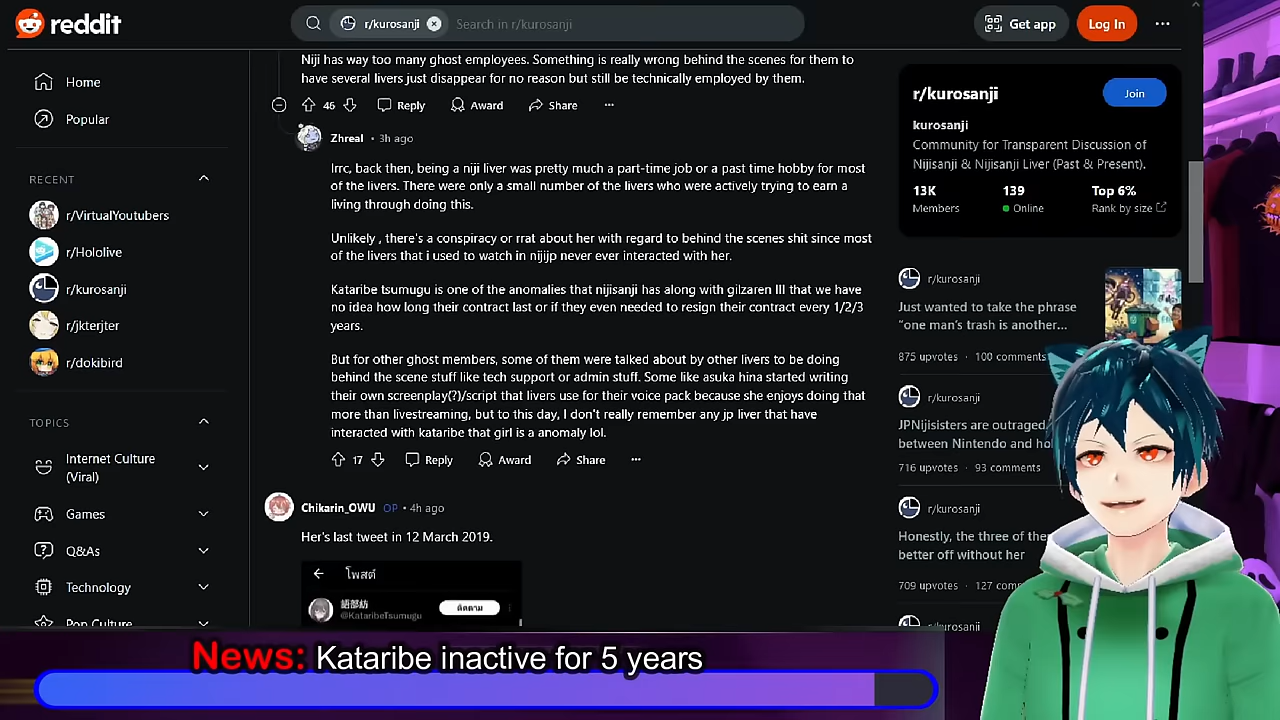 reddit
r/kurosanji
Search in r/kurosanji
Get app
Log In
Home
Popular
RECENT
r/VirtualYoutubers
r/Hololive
r/kurosanji
r/jkterjter
r/dokibird
TOPICS
Internet Culture
(Viral)
Games
Q&As
Technology
Pop Culture
Niji has way too many ghost employees. Something is really wrong behind the scenes for them to
have several livers just disappear for no reason but still be technically employed by them.
46 Reply Award Share
Zhreal • 3h ago
Irrc, back then, being a niji liver was pretty much a part-time job or a past time hobby for most
of the livers. There were only a small number of the livers who were actively trying to earn a
living through doing this.
Unlikely , there's a conspiracy or rrat about her with regard to behind the scenes shit since most
of the livers that i used to watch in nijijp never ever interacted with her.
Kataribe tsumugu is one of the anomalies that nijisanji has along with gilzaren III that we have
no idea how long their contract last or if they even needed to resign their contract every 1/2/3
years.
But for other ghost members, some of them were talked about by other livers to be doing
behind the scene stuff like tech support or admin stuff. Some like asuka hina started writing
their own screenplay(?)/script that livers use for their voice pack because she enjoys doing that
more than livestreaming, but to this day, I don't really remember any jp liver that have
interacted with kataribe that girl is a anomaly lol.
17 Reply Award Share
Chikarin_OWU OP • 4h ago
Her's last tweet in 12 March 2019.
โพสต์
語部紡
@KataribeTsumugu
ติดตาม
r/kurosanji
Join
kurosanji
Community for Transparent Discussion of
Nijisanji & Nijisanji Liver (Past & Present).
13K 139 Top 6%
Members Online Rank by size
r/kurosanji
Just wanted to take the phrase
“one man's trash is another...
875 upvotes · 100 comments
r/kurosanji
JPNijisisters are outraged
between Nintendo and ho
716 upvotes · 93 comments
r/kurosanji
Honestly, the three of the
better off without her
709 upvotes · 127 com
r/kurosanji
News: Kataribe inactive for 5 years